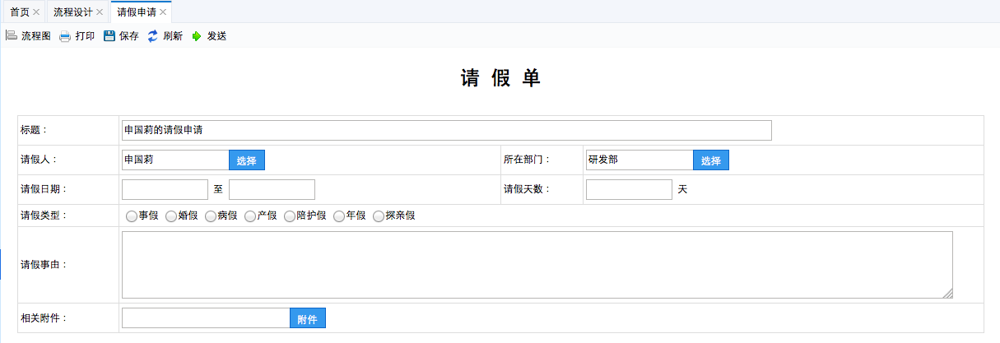 首页 流程设计 请假申请
流程图 打印 保存 刷新 发送
请 假 单
标题： 申国莉的请假申请
请假人： 申国莉 选择 所在部门： 研发部 选择
请假日期： 至 请假天数： 天
请假类型： 事假 婚假 病假 产假 陪护假 年假 探亲假
请假事由：
相关附件： 附件